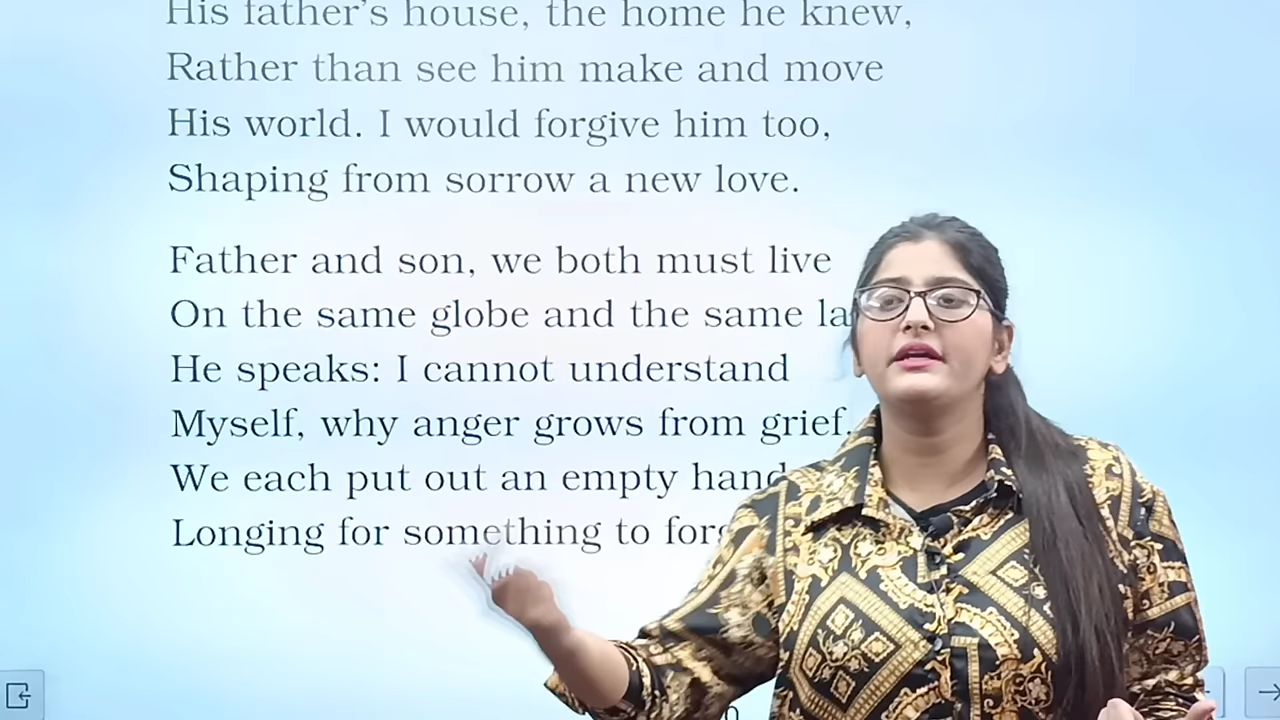 His father's house, the home he knew,
Rather than see him make and move
His world. I would forgive him too,
Shaping from sorrow a new love.
Father and son, we both must live
On the same globe and the same
He speaks: I cannot understand
Myself, why anger grows from grief.
We each put out an empty hand
Longing for something to